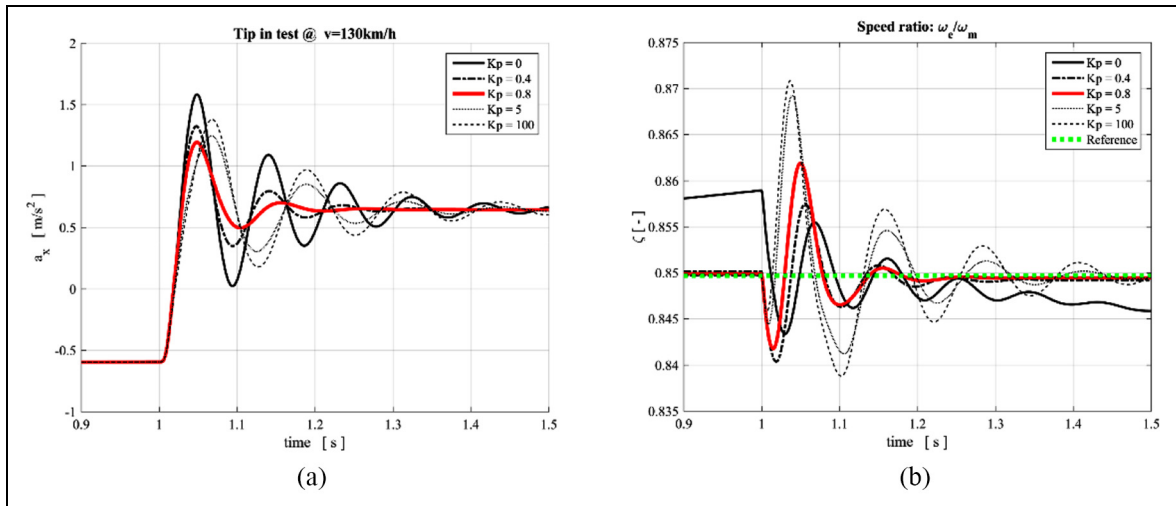 Tip in test @ v=130km/h
2
1.5
1
0.5
0
-0.5
-1
a_x [ m/s² ]
0.9
1
1.1
1.2
1.3
1.4
1.5
time [ s ]
Kp = 0
Kp = 0.4
Kp = 0.8
Kp = 5
Kp = 100
(a)
Speed ratio: ω_e/ω_m
0.875
0.87
0.865
0.86
0.855
0.85
0.845
0.84
0.835
ζ [ - ]
0.9
1
1.1
1.2
1.3
1.4
1.5
time [ s ]
Kp = 0
Kp = 0.4
Kp = 0.8
Kp = 5
Kp = 100
Reference
(b)